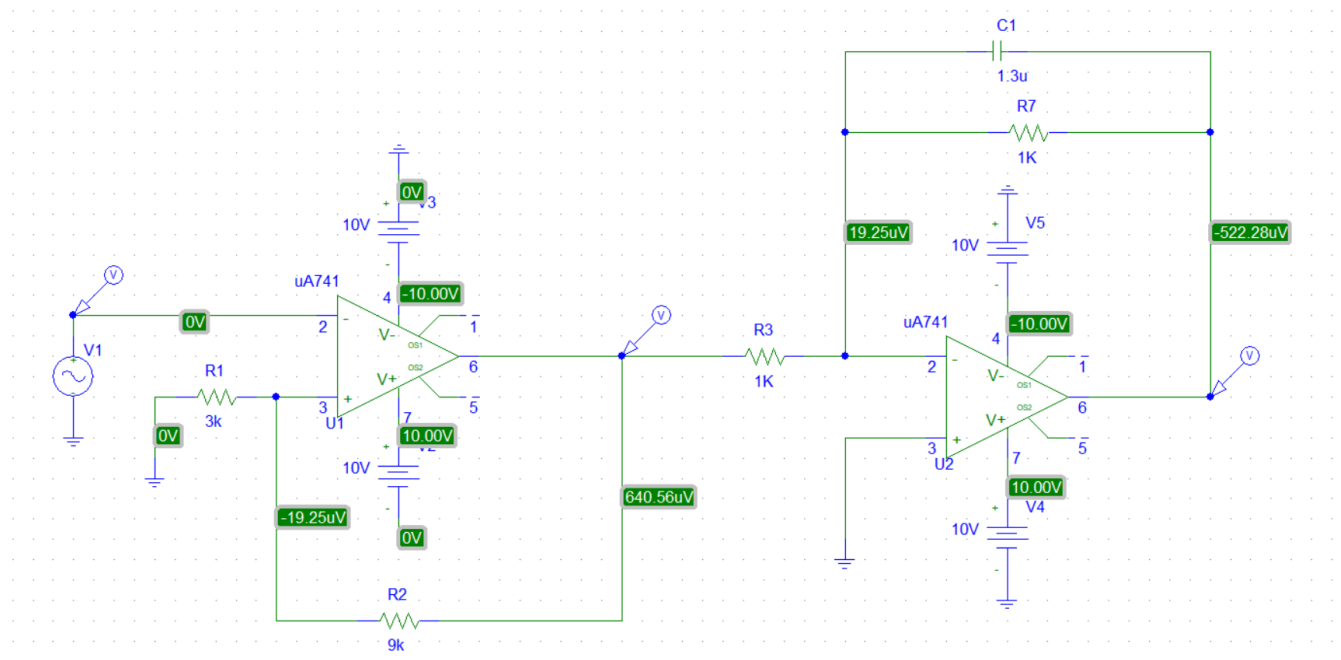 C1
1.3u
R7
1K
0V
+
V3
10V
-
+
V5
10V
-
19.25uV
-522.28uV
V
V1
+
-
0V
uA741
4
-10.00V
2
-
V-
OS1
1
OS2
V+
6
+
3
U1
7
5
10.00V
+
V2
10V
-
0V
R1
3k
0V
-19.25uV
V
640.56uV
R2
9k
R3
1K
uA741
4
-10.00V
2
-
V-
OS1
1
OS2
V+
6
+
3
U2
7
5
10.00V
+
V4
10V
-
V